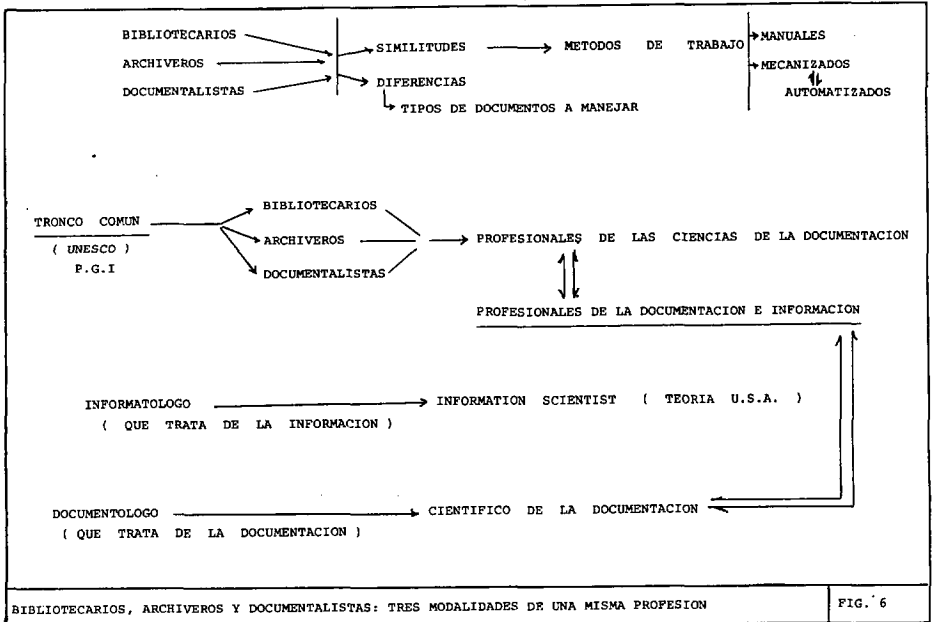 BIBLIOTECARIOS
ARCHIVEROS
DOCUMENTALISTAS
SIMILITUDES
DIFERENCIAS
TIPOS DE DOCUMENTOS A MANEJAR
METODOS DE TRABAJO
MANUALES
MECANIZADOS
AUTOMATIZADOS
TRONCO COMUN
( UNESCO )
P.G.I
BIBLIOTECARIOS
ARCHIVEROS
DOCUMENTALISTAS
PROFESIONALES DE LAS CIENCIAS DE LA DOCUMENTACION
PROFESIONALES DE LA DOCUMENTACION E INFORMACION
INFORMATOLOGO
( QUE TRATA DE LA INFORMACION )
INFORMATION SCIENTIST ( TEORIA U.S.A. )
DOCUMENTOLOGO
( QUE TRATA DE LA DOCUMENTACION )
CIENTIFICO DE LA DOCUMENTACION
BIBLIOTECARIOS, ARCHIVEROS Y DOCUMENTALISTAS: TRES MODALIDADES DE UNA MISMA PROFESION
FIG. 6